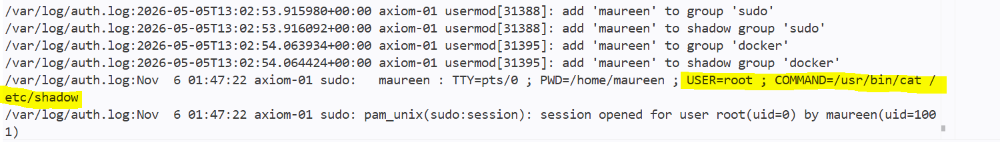 /var/log/auth.log:2026-05-05T13:02:53.915980+00:00 axiom-01 usermod[31388]: add 'maureen' to group 'sudo'
/var/log/auth.log:2026-05-05T13:02:53.916092+00:00 axiom-01 usermod[31388]: add 'maureen' to shadow group 'sudo'
/var/log/auth.log:2026-05-05T13:02:54.063934+00:00 axiom-01 usermod[31395]: add 'maureen' to group 'docker'
/var/log/auth.log:2026-05-05T13:02:54.064424+00:00 axiom-01 usermod[31395]: add 'maureen' to shadow group 'docker'
/var/log/auth.log:Nov  6 01:47:22 axiom-01 sudo:   maureen : TTY=pts/0 ; PWD=/home/maureen ; USER=root ; COMMAND=/usr/bin/cat /
etc/shadow
/var/log/auth.log:Nov  6 01:47:22 axiom-01 sudo: pam_unix(sudo:session): session opened for user root(uid=0) by maureen(uid=100
1)